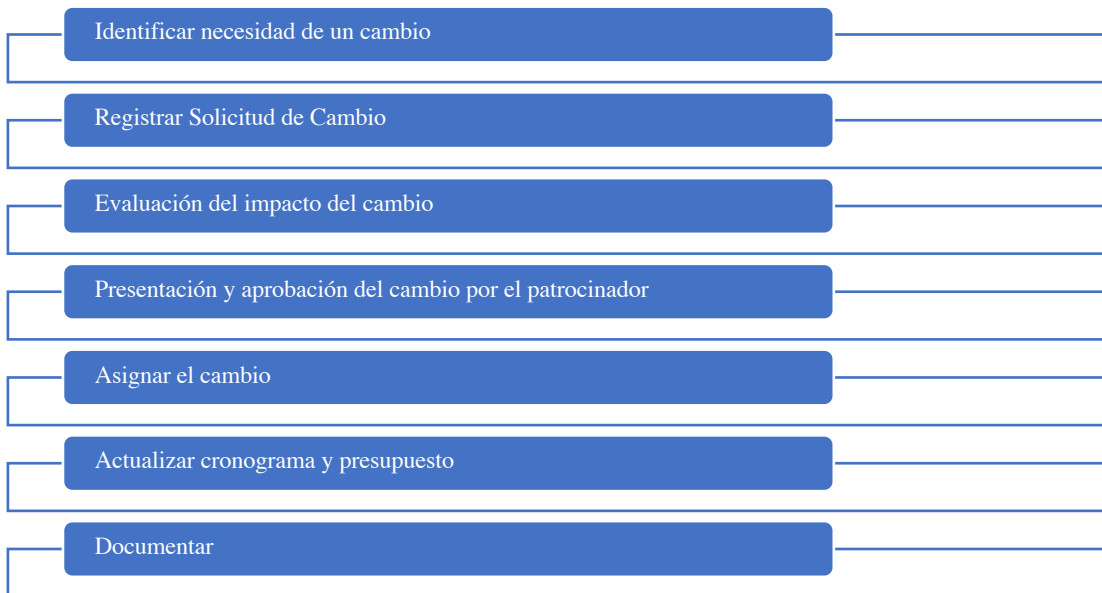 Identificar necesidad de un cambio
Registrar Solicitud de Cambio
Evaluación del impacto del cambio
Presentación y aprobación del cambio por el patrocinador
Asignar el cambio
Actualizar cronograma y presupuesto
Documentar